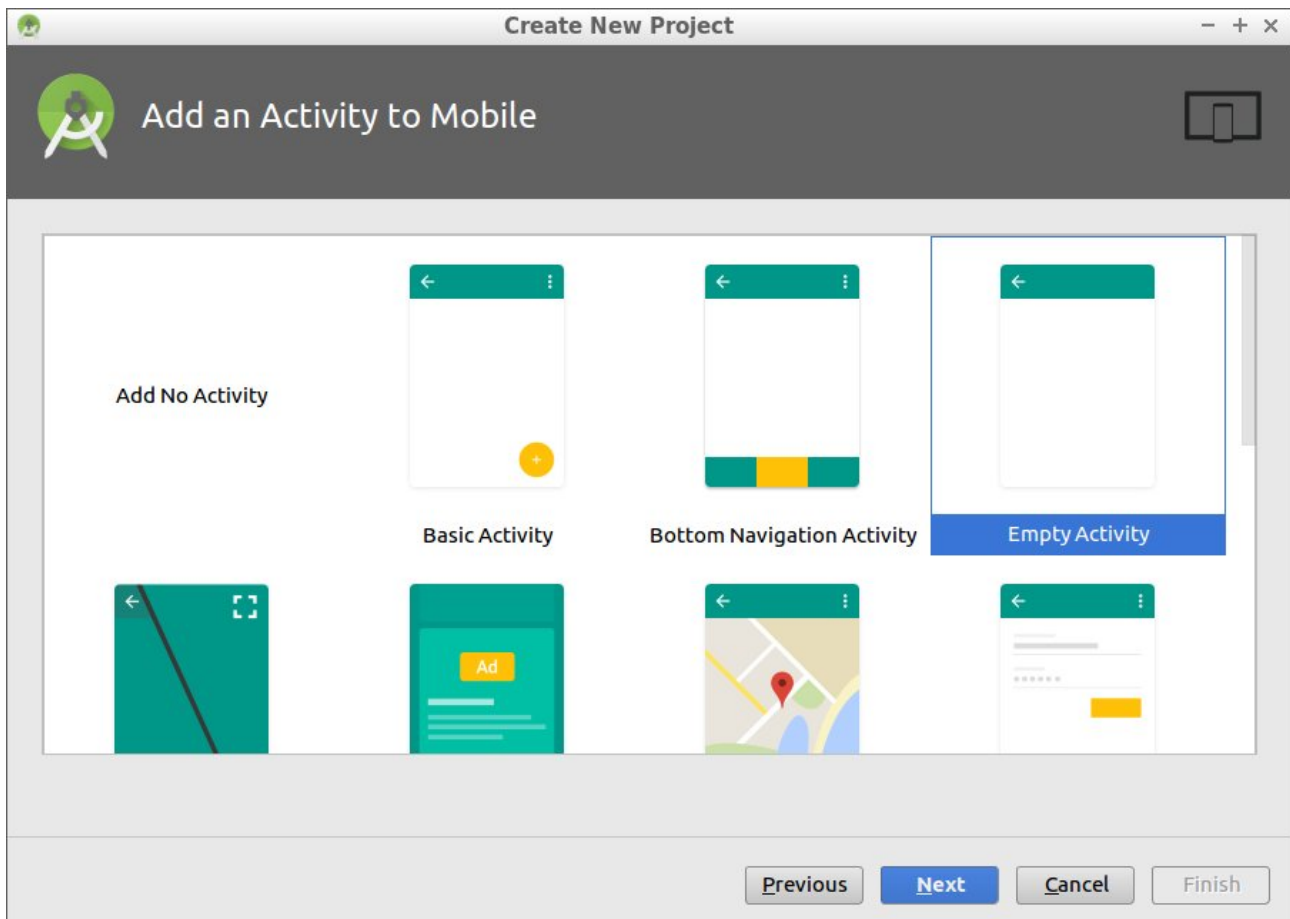 Create New Project
Add an Activity to Mobile
Add No Activity
Basic Activity
Bottom Navigation Activity
Empty Activity
Ad
Previous
Next
Cancel
Finish